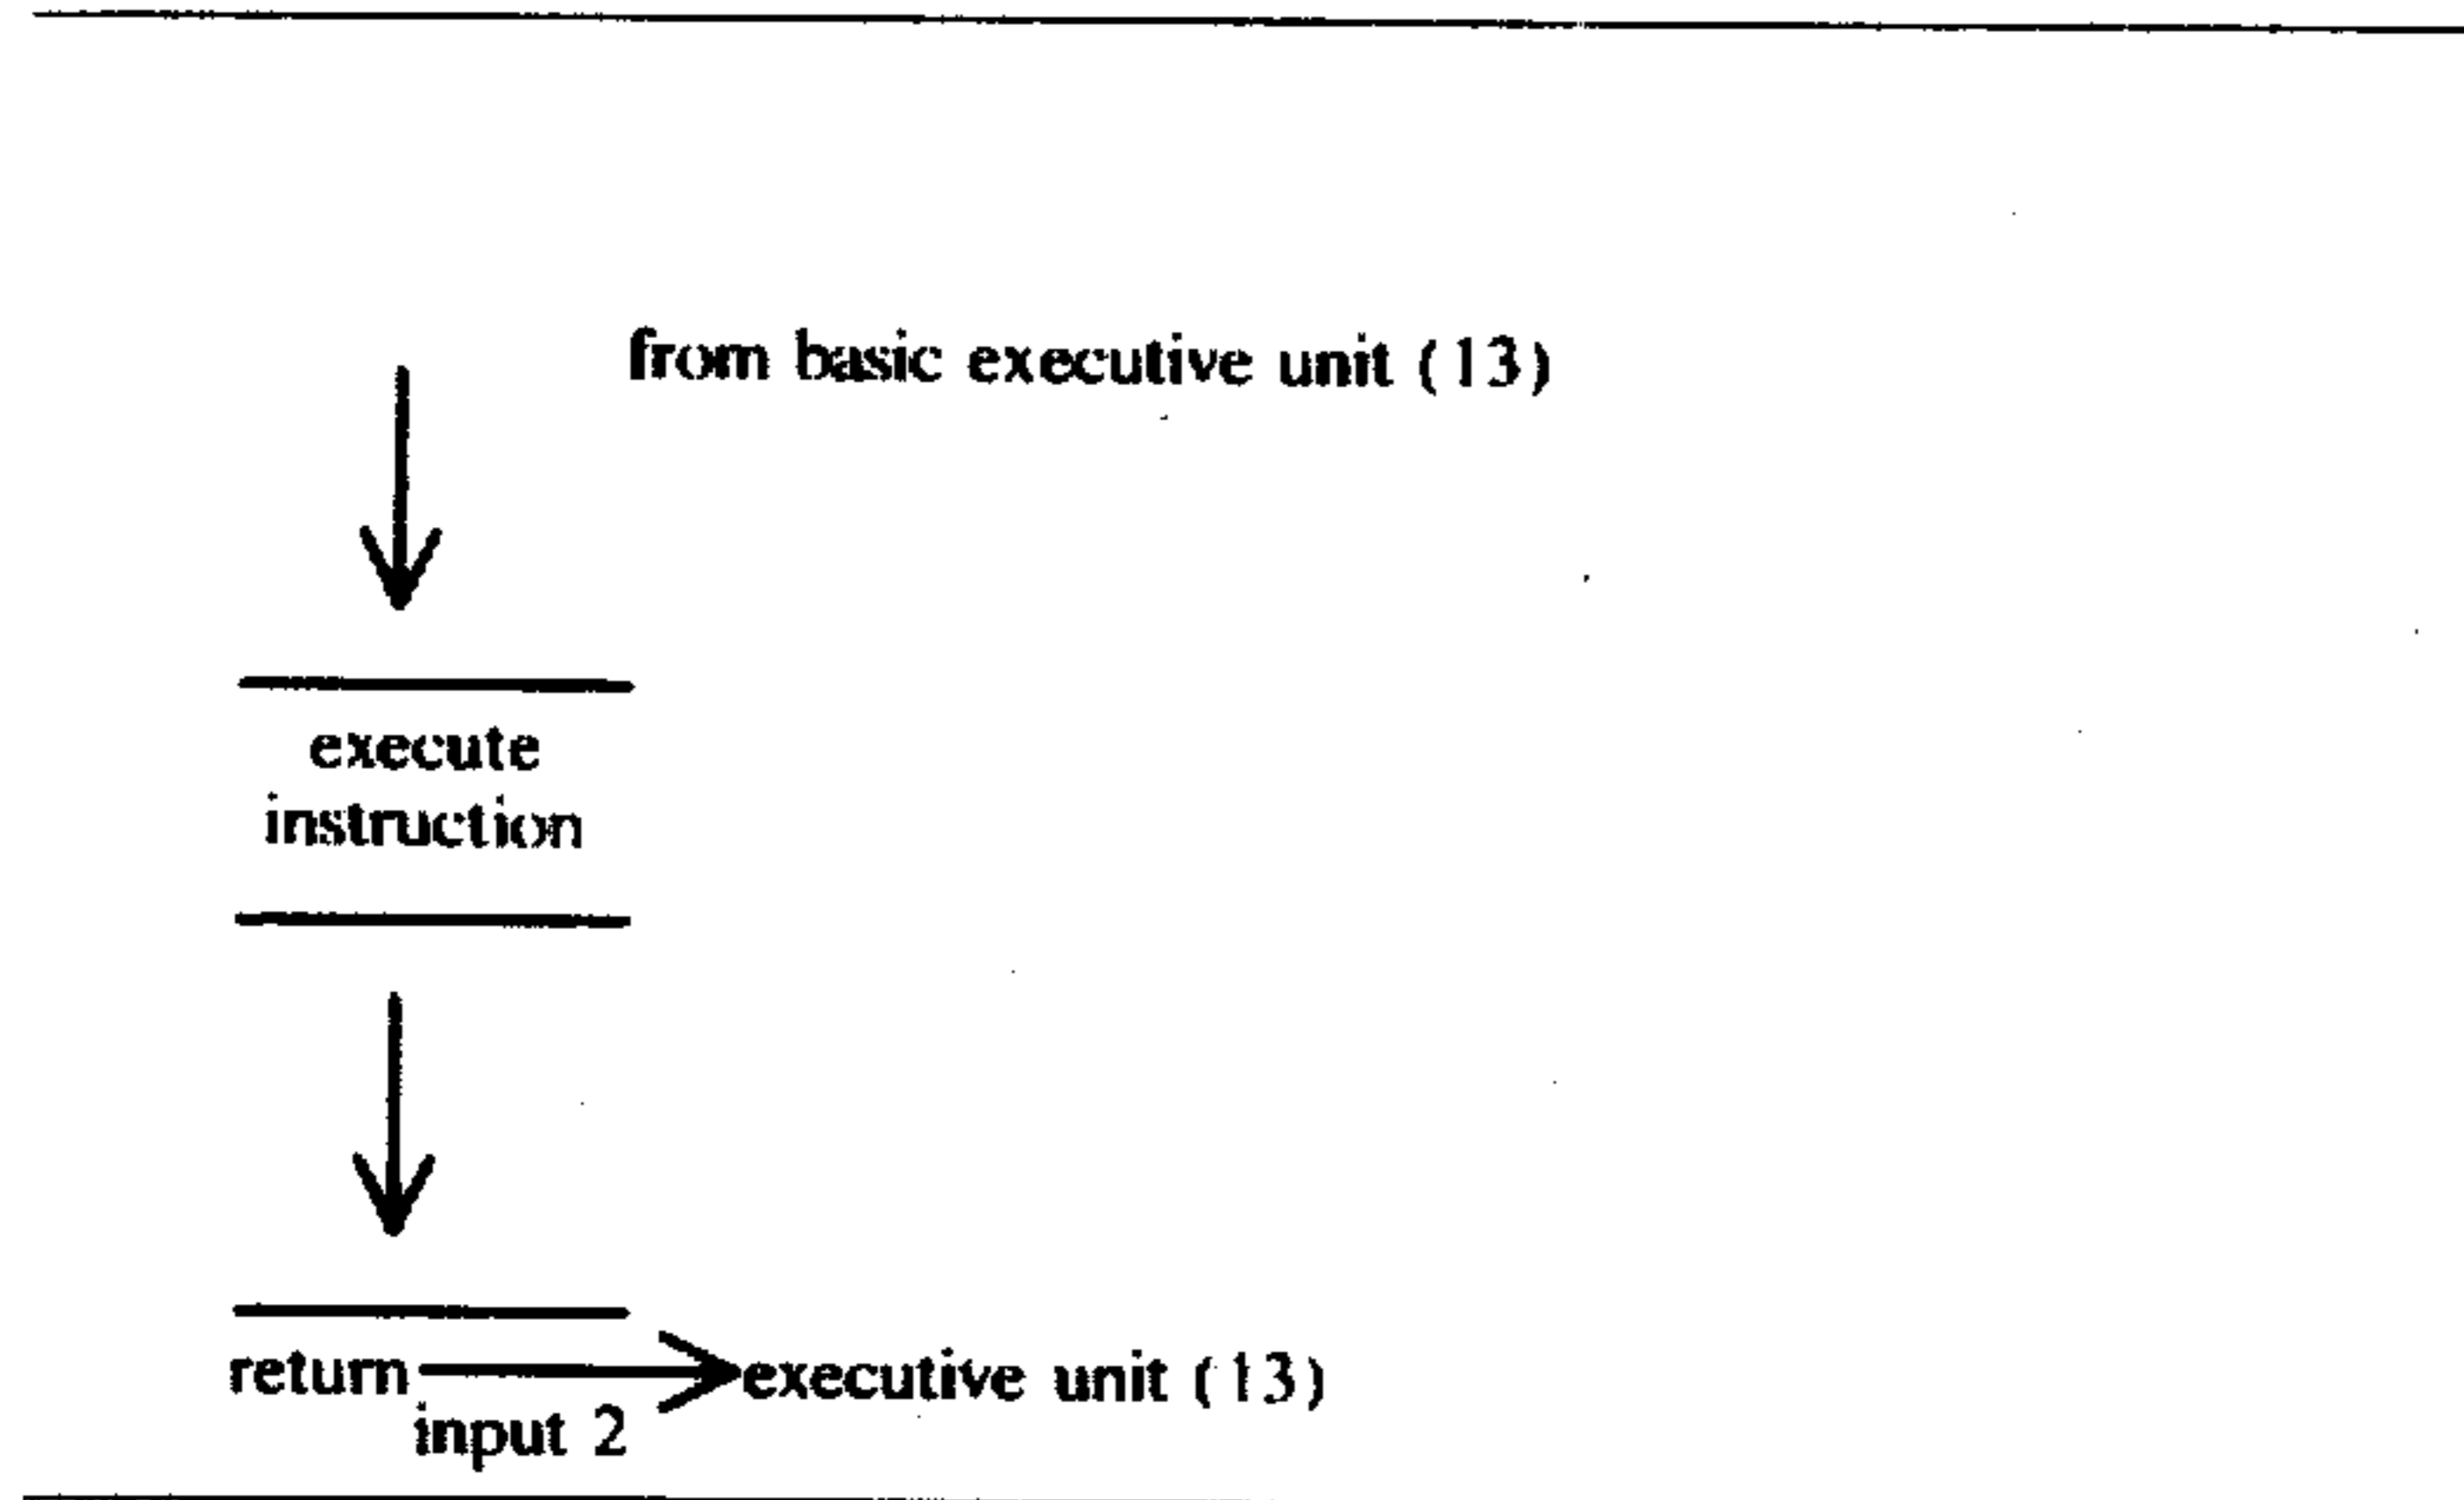 from basic executive unit (13)
execute
instruction
return executive unit (13)
input 2